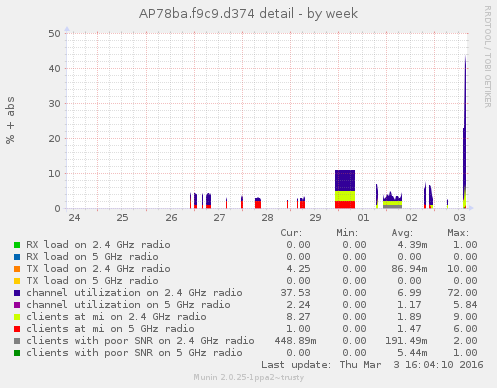 AP78ba.f9c9.d374 detail - by week
RRDTOOL / TOBI OETIKER
% + abs
50
40
30
20
10
0
24 25 26 27 28 29 01 02 03
Cur: Min: Avg: Max:
RX load on 2.4 GHz radio 0.00 0.00 4.39m 1.00
RX load on 5 GHz radio 0.00 0.00 0.00 0.00
TX load on 2.4 GHz radio 4.25 0.00 86.94m 10.00
TX load on 5 GHz radio 0.00 0.00 0.00 0.00
channel utilization on 2.4 GHz radio 37.53 0.00 6.99 72.00
channel utilization on 5 GHz radio 2.24 0.00 1.17 5.84
clients at mi on 2.4 GHz radio 8.27 0.00 1.89 9.00
clients at mi on 5 GHz radio 1.00 0.00 1.47 6.00
clients with poor SNR on 2.4 GHz radio 448.89m 0.00 191.49m 2.00
clients with poor SNR on 5 GHz radio 0.00 0.00 5.44m 1.00
Last update: Thu Mar 3 16:04:10 2016
Munin 2.0.25-1ppa2~trusty